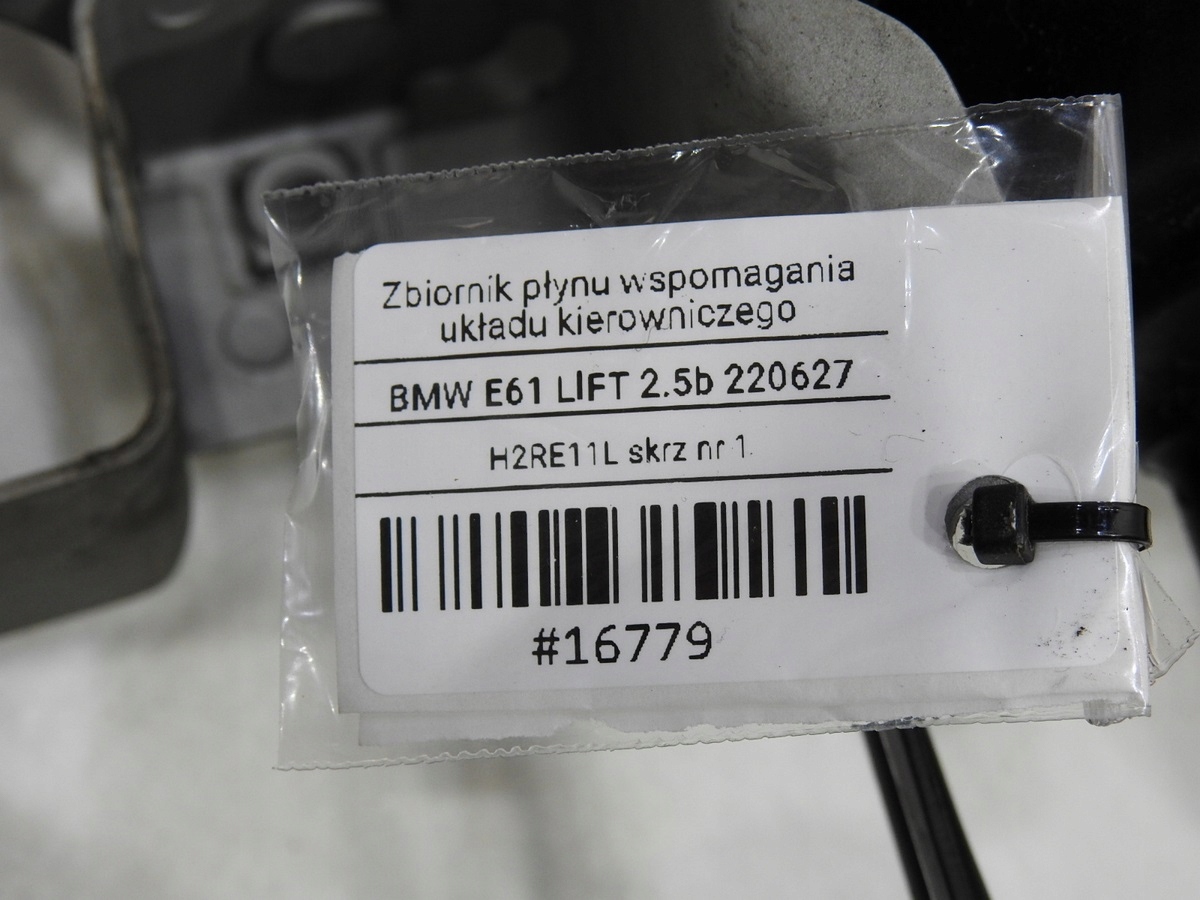 Zbiornik płynu wspomagania
układu kierowniczego
BMW E61 LIFT 2.5b 220627
H2RE11L skrz nr 1
#16779